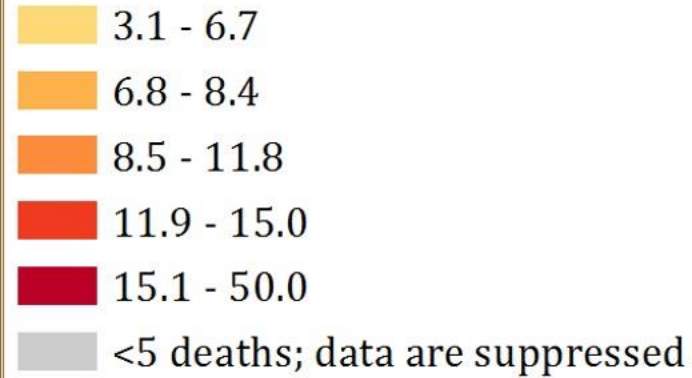 3.1 - 6.7
6.8 - 8.4
8.5 - 11.8
11.9 - 15.0
15.1 - 50.0
<5 deaths; data are suppressed